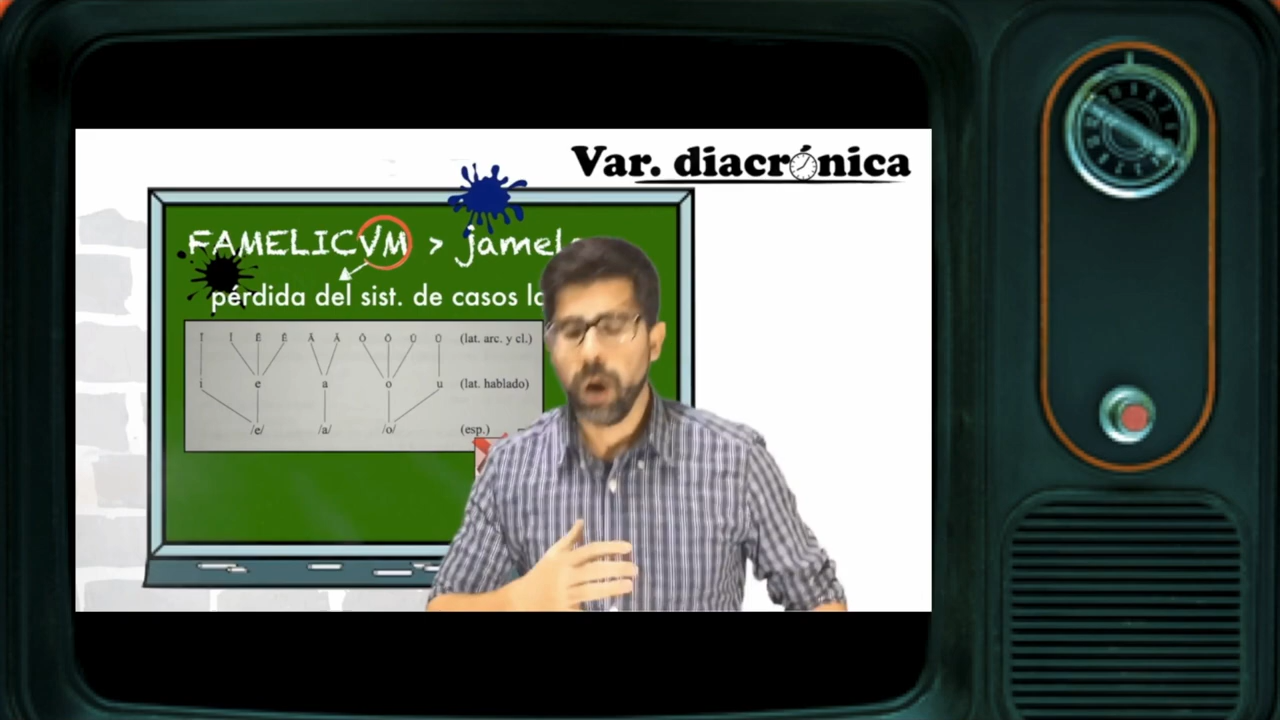 Var. diacrónica
FAMELICVM > jamel
pérdida del sist. de casos la
Ā Ă (lat. arc. y cl.)
i e a o u (lat. hablado)
/e/ /a/ /o/ (esp.)